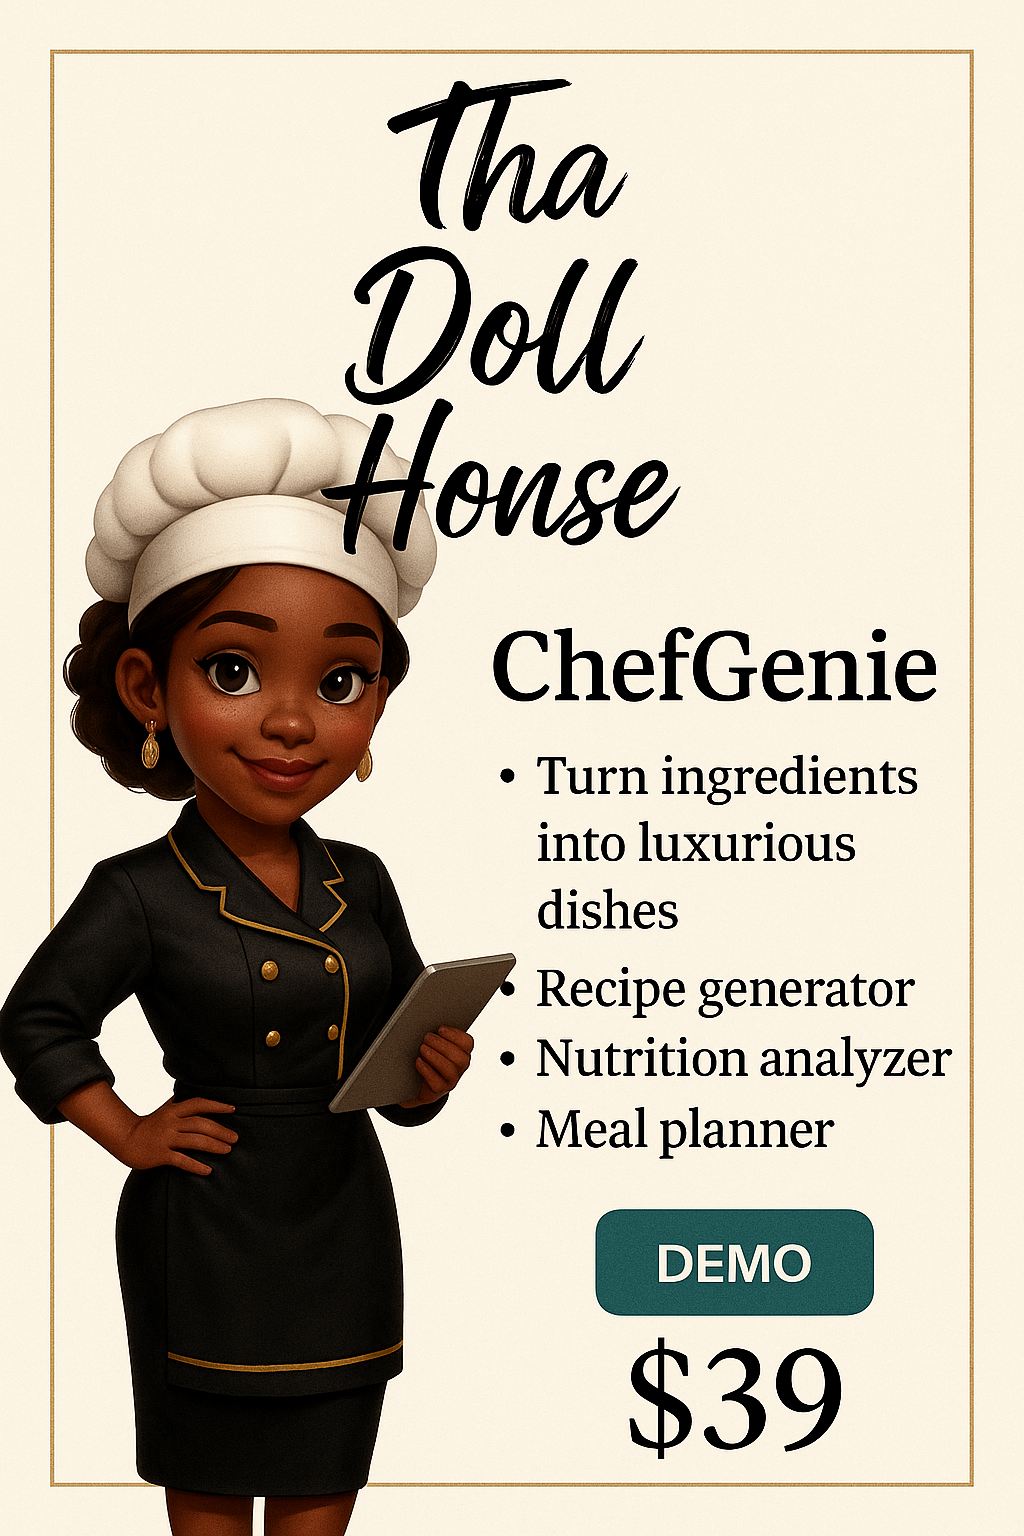 Tha
Doll
Honse
ChefGenie
• Turn ingredients
into luxurious
dishes
• Recipe generator
• Nutrition analyzer
• Meal planner
DEMO
$39